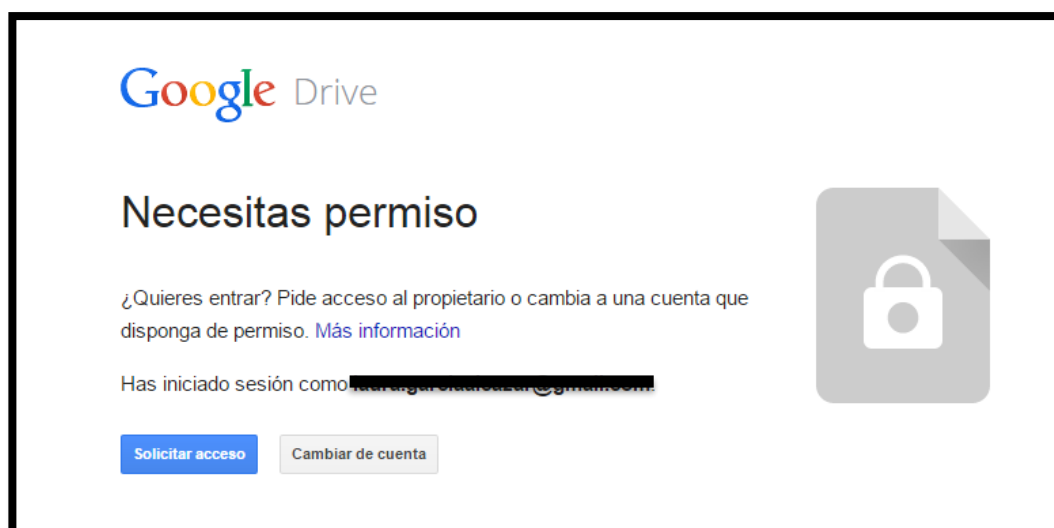 Google Drive
Necesitas permiso
¿Quieres entrar? Pide acceso al propietario o cambia a una cuenta que
disponga de permiso. Más información
Has iniciado sesión como
Solicitar acceso
Cambiar de cuenta